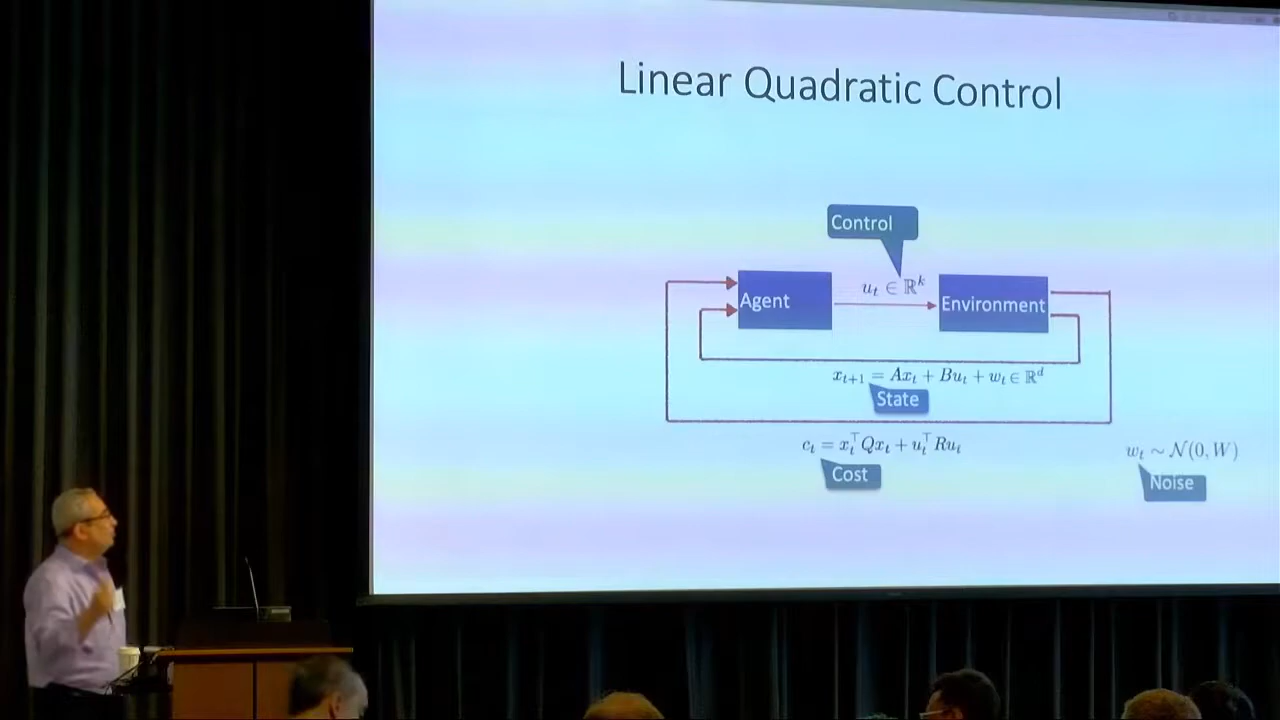 Linear Quadratic Control
Control
Agent
u_t ∈ ℝ^k
Environment
x_{t+1} = Ax_t + Bu_t + w_t ∈ ℝ^d
State
c_t = x_t^⊤ Q x_t + u_t^⊤ R u_t
w_t ~ 𝒩(0, W)
Cost
Noise